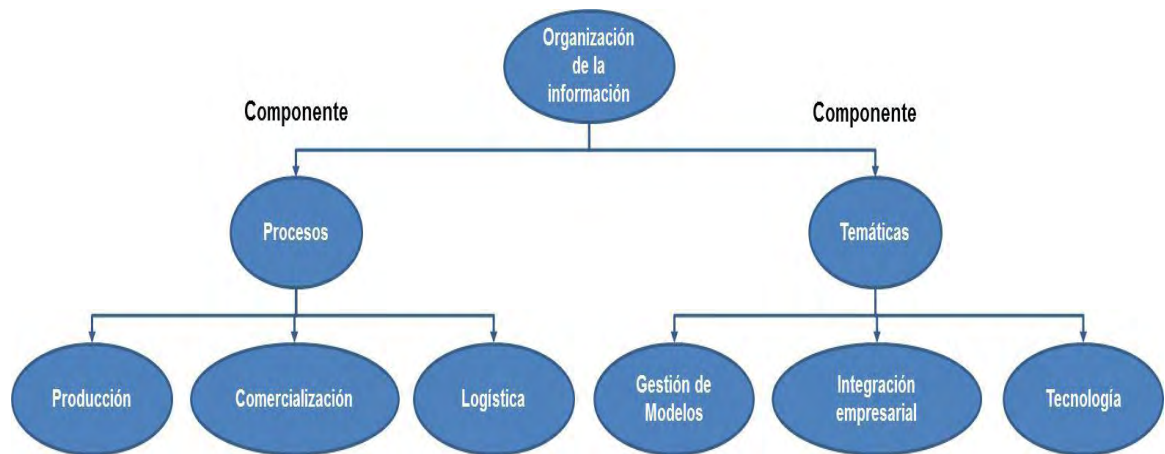 Organización
de la
información
Componente
Componente
Procesos
Temáticas
Producción
Comercialización
Logística
Gestión de
Modelos
Integración
empresarial
Tecnología